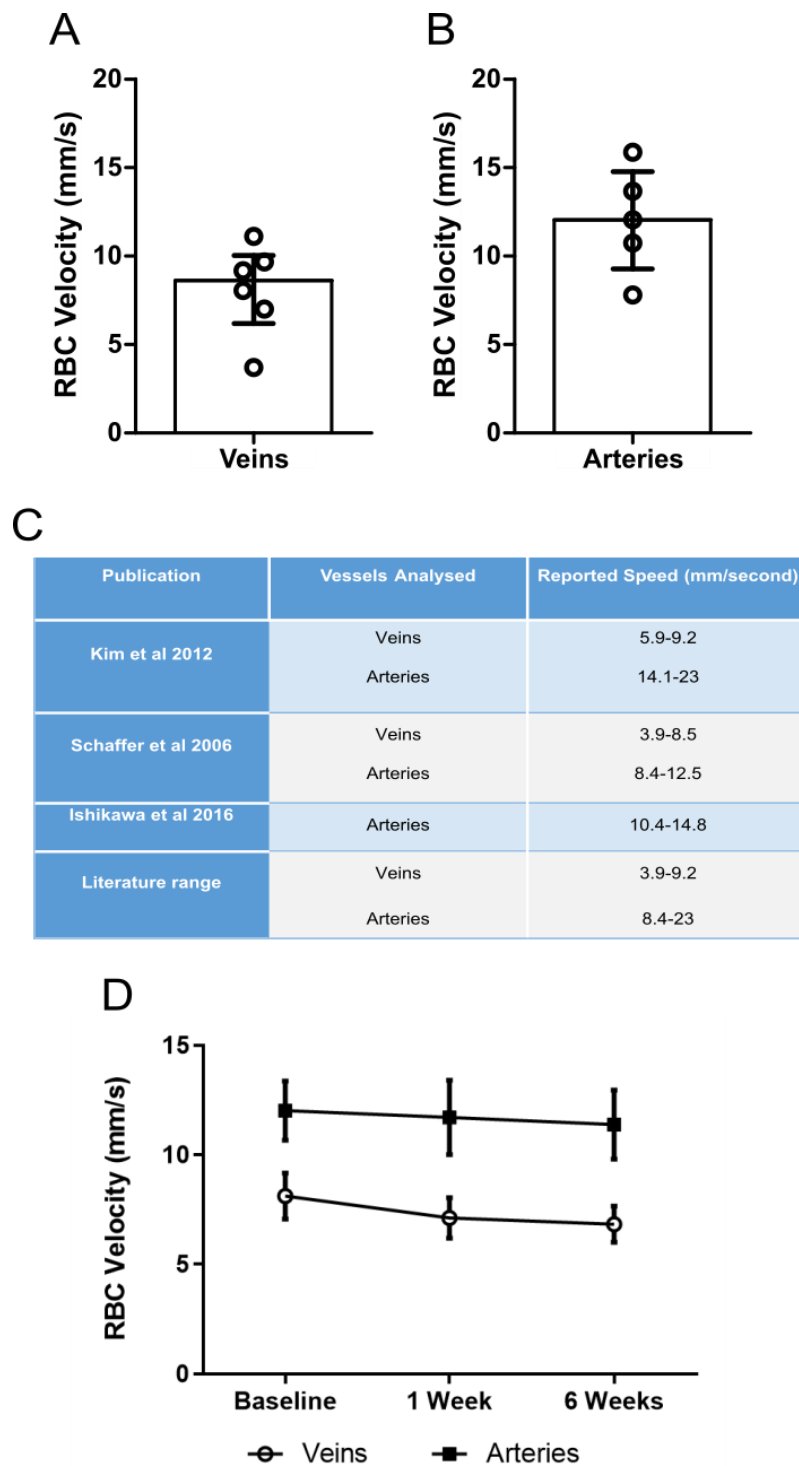 A
B
20
15
10
5
0
RBC Velocity (mm/s)
Veins
20
15
10
5
0
RBC Velocity (mm/s)
Arteries
C
Publication Vessels Analysed Reported Speed (mm/second)
Kim et al 2012
Veins 5.9-9.2
Arteries 14.1-23
Schaffer et al 2006
Veins 3.9-8.5
Arteries 8.4-12.5
Ishikawa et al 2016 Arteries 10.4-14.8
Literature range
Veins 3.9-9.2
Arteries 8.4-23
D
15
10
5
0
RBC Velocity (mm/s)
Baseline 1 Week 6 Weeks
Veins Arteries